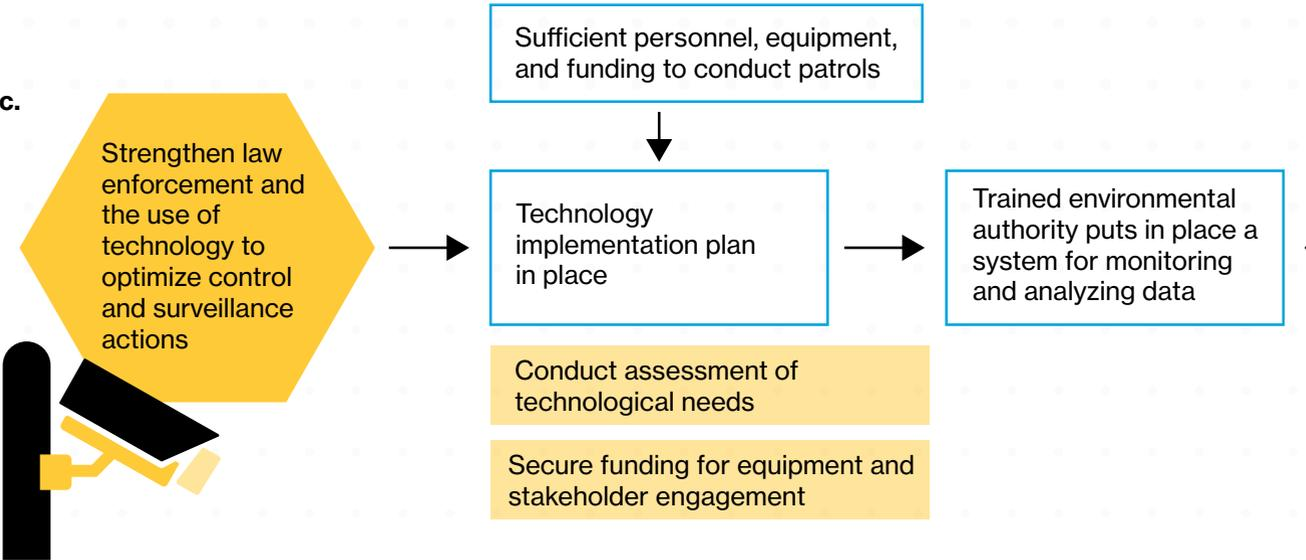 c.
Strengthen law
enforcement and
the use of
technology to
optimize control
and surveillance
actions
Sufficient personnel, equipment,
and funding to conduct patrols
Technology
implementation plan
in place
Trained environmental
authority puts in place a
system for monitoring
and analyzing data
Conduct assessment of
technological needs
Secure funding for equipment and
stakeholder engagement